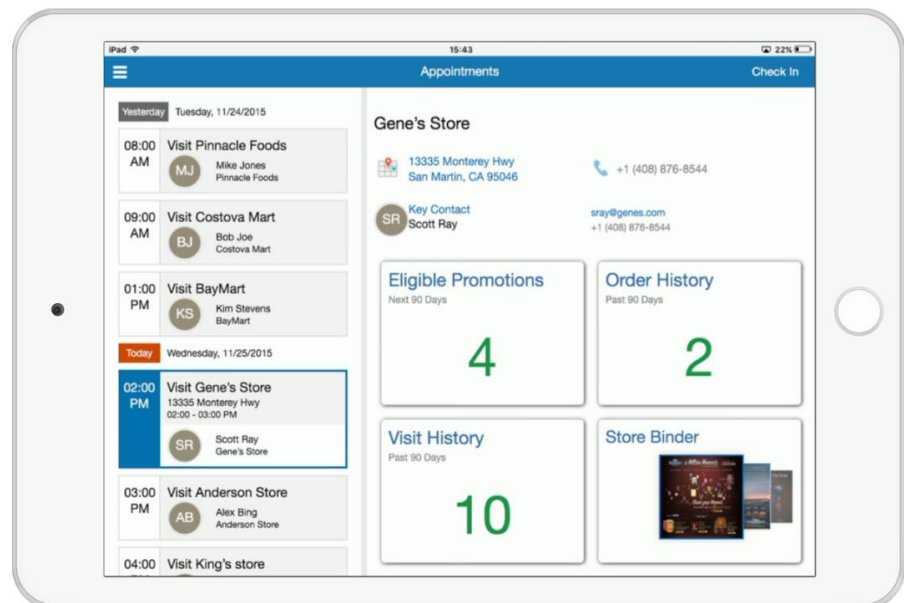 iPad 15:43 22%
Appointments Check In
Yesterday Tuesday, 11/24/2015
08:00 AM
Visit Pinnacle Foods
MJ
Mike Jones
Pinnacle Foods
09:00 AM
Visit Costova Mart
BJ
Bob Joe
Costova Mart
01:00 PM
Visit BayMart
KS
Kim Stevens
BayMart
Today Wednesday, 11/25/2015
02:00 PM
Visit Gene's Store
13335 Monterey Hwy
02:00 - 03:00 PM
SR
Scott Ray
Gene's Store
03:00 PM
Visit Anderson Store
AB
Alex Bing
Anderson Store
04:00
Visit King's store
Gene's Store
13335 Monterey Hwy
San Martin, CA 95046
+1 (408) 876-8544
SR
Key Contact
Scott Ray
sray@genes.com
+1 (408) 876-8544
Eligible Promotions
Next 90 Days
4
Order History
Past 90 Days
2
Visit History
Past 90 Days
10
Store Binder